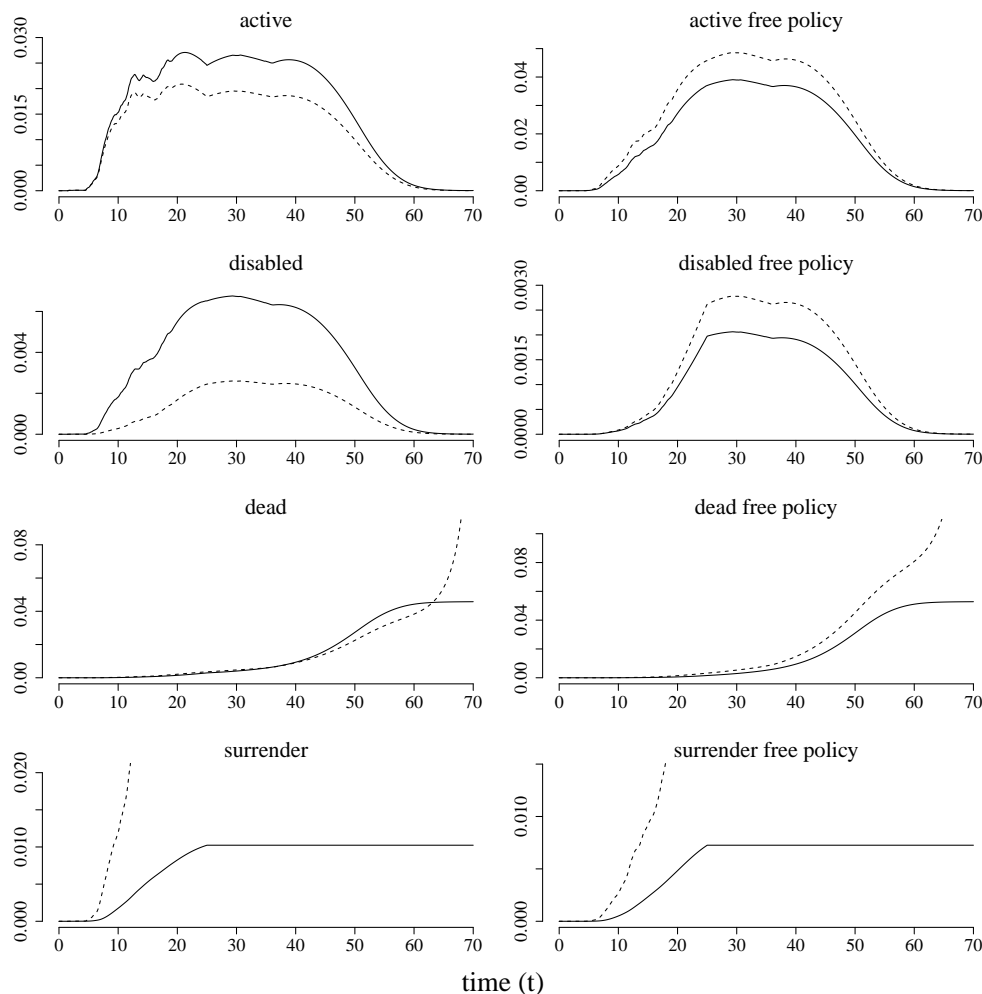 active
0.000 0.015 0.030
0 10 20 30 40 50 60 70
active free policy
0.00 0.02 0.04
0 10 20 30 40 50 60 70
disabled
0.000 0.004
0 10 20 30 40 50 60 70
disabled free policy
0.0000 0.0015 0.0030
0 10 20 30 40 50 60 70
dead
0.00 0.04 0.08
0 10 20 30 40 50 60 70
dead free policy
0.00 0.04 0.08
0 10 20 30 40 50 60 70
surrender
0.000 0.010 0.020
0 10 20 30 40 50 60 70
surrender free policy
0.000 0.010
0 10 20 30 40 50 60 70
time (t)